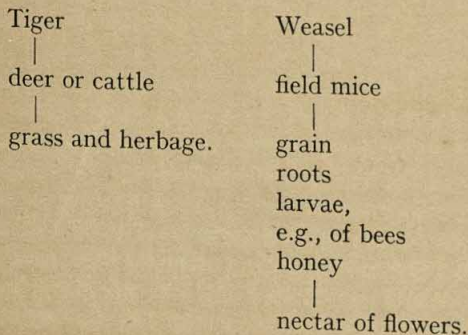 Tiger
deer or cattle
grass and herbage.
Weasel
field mice
grain
roots
larvae,
e.g., of bees
honey
nectar of flowers.